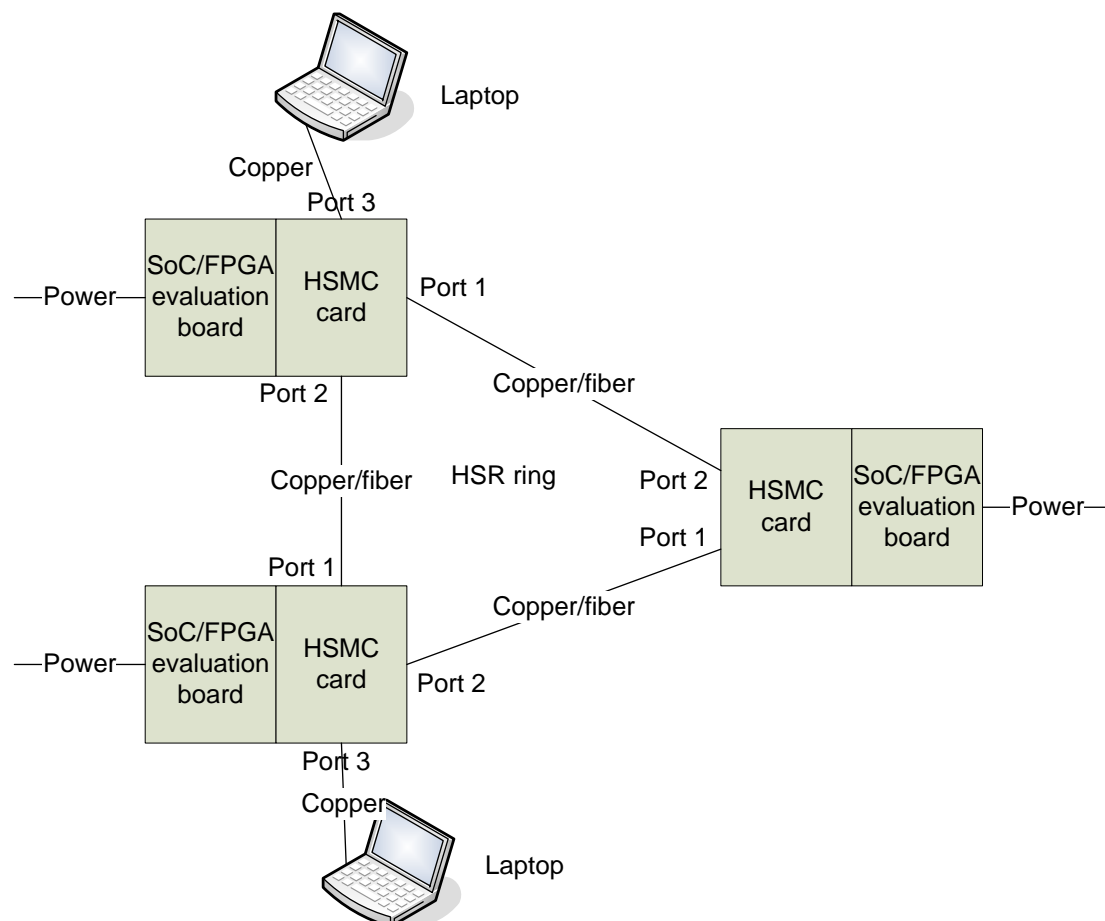 Laptop
Copper
Port 3
SoC/FPGA
evaluation
board
HSMC
card
Port 1
Power
Port 2
Copper/fiber
Copper/fiber
HSR ring
Port 2
Port 1
HSMC
card
SoC/FPGA
evaluation
board
Power
Port 1
Copper/fiber
SoC/FPGA
evaluation
board
HSMC
card
Power
Port 2
Port 3
Copper
Laptop